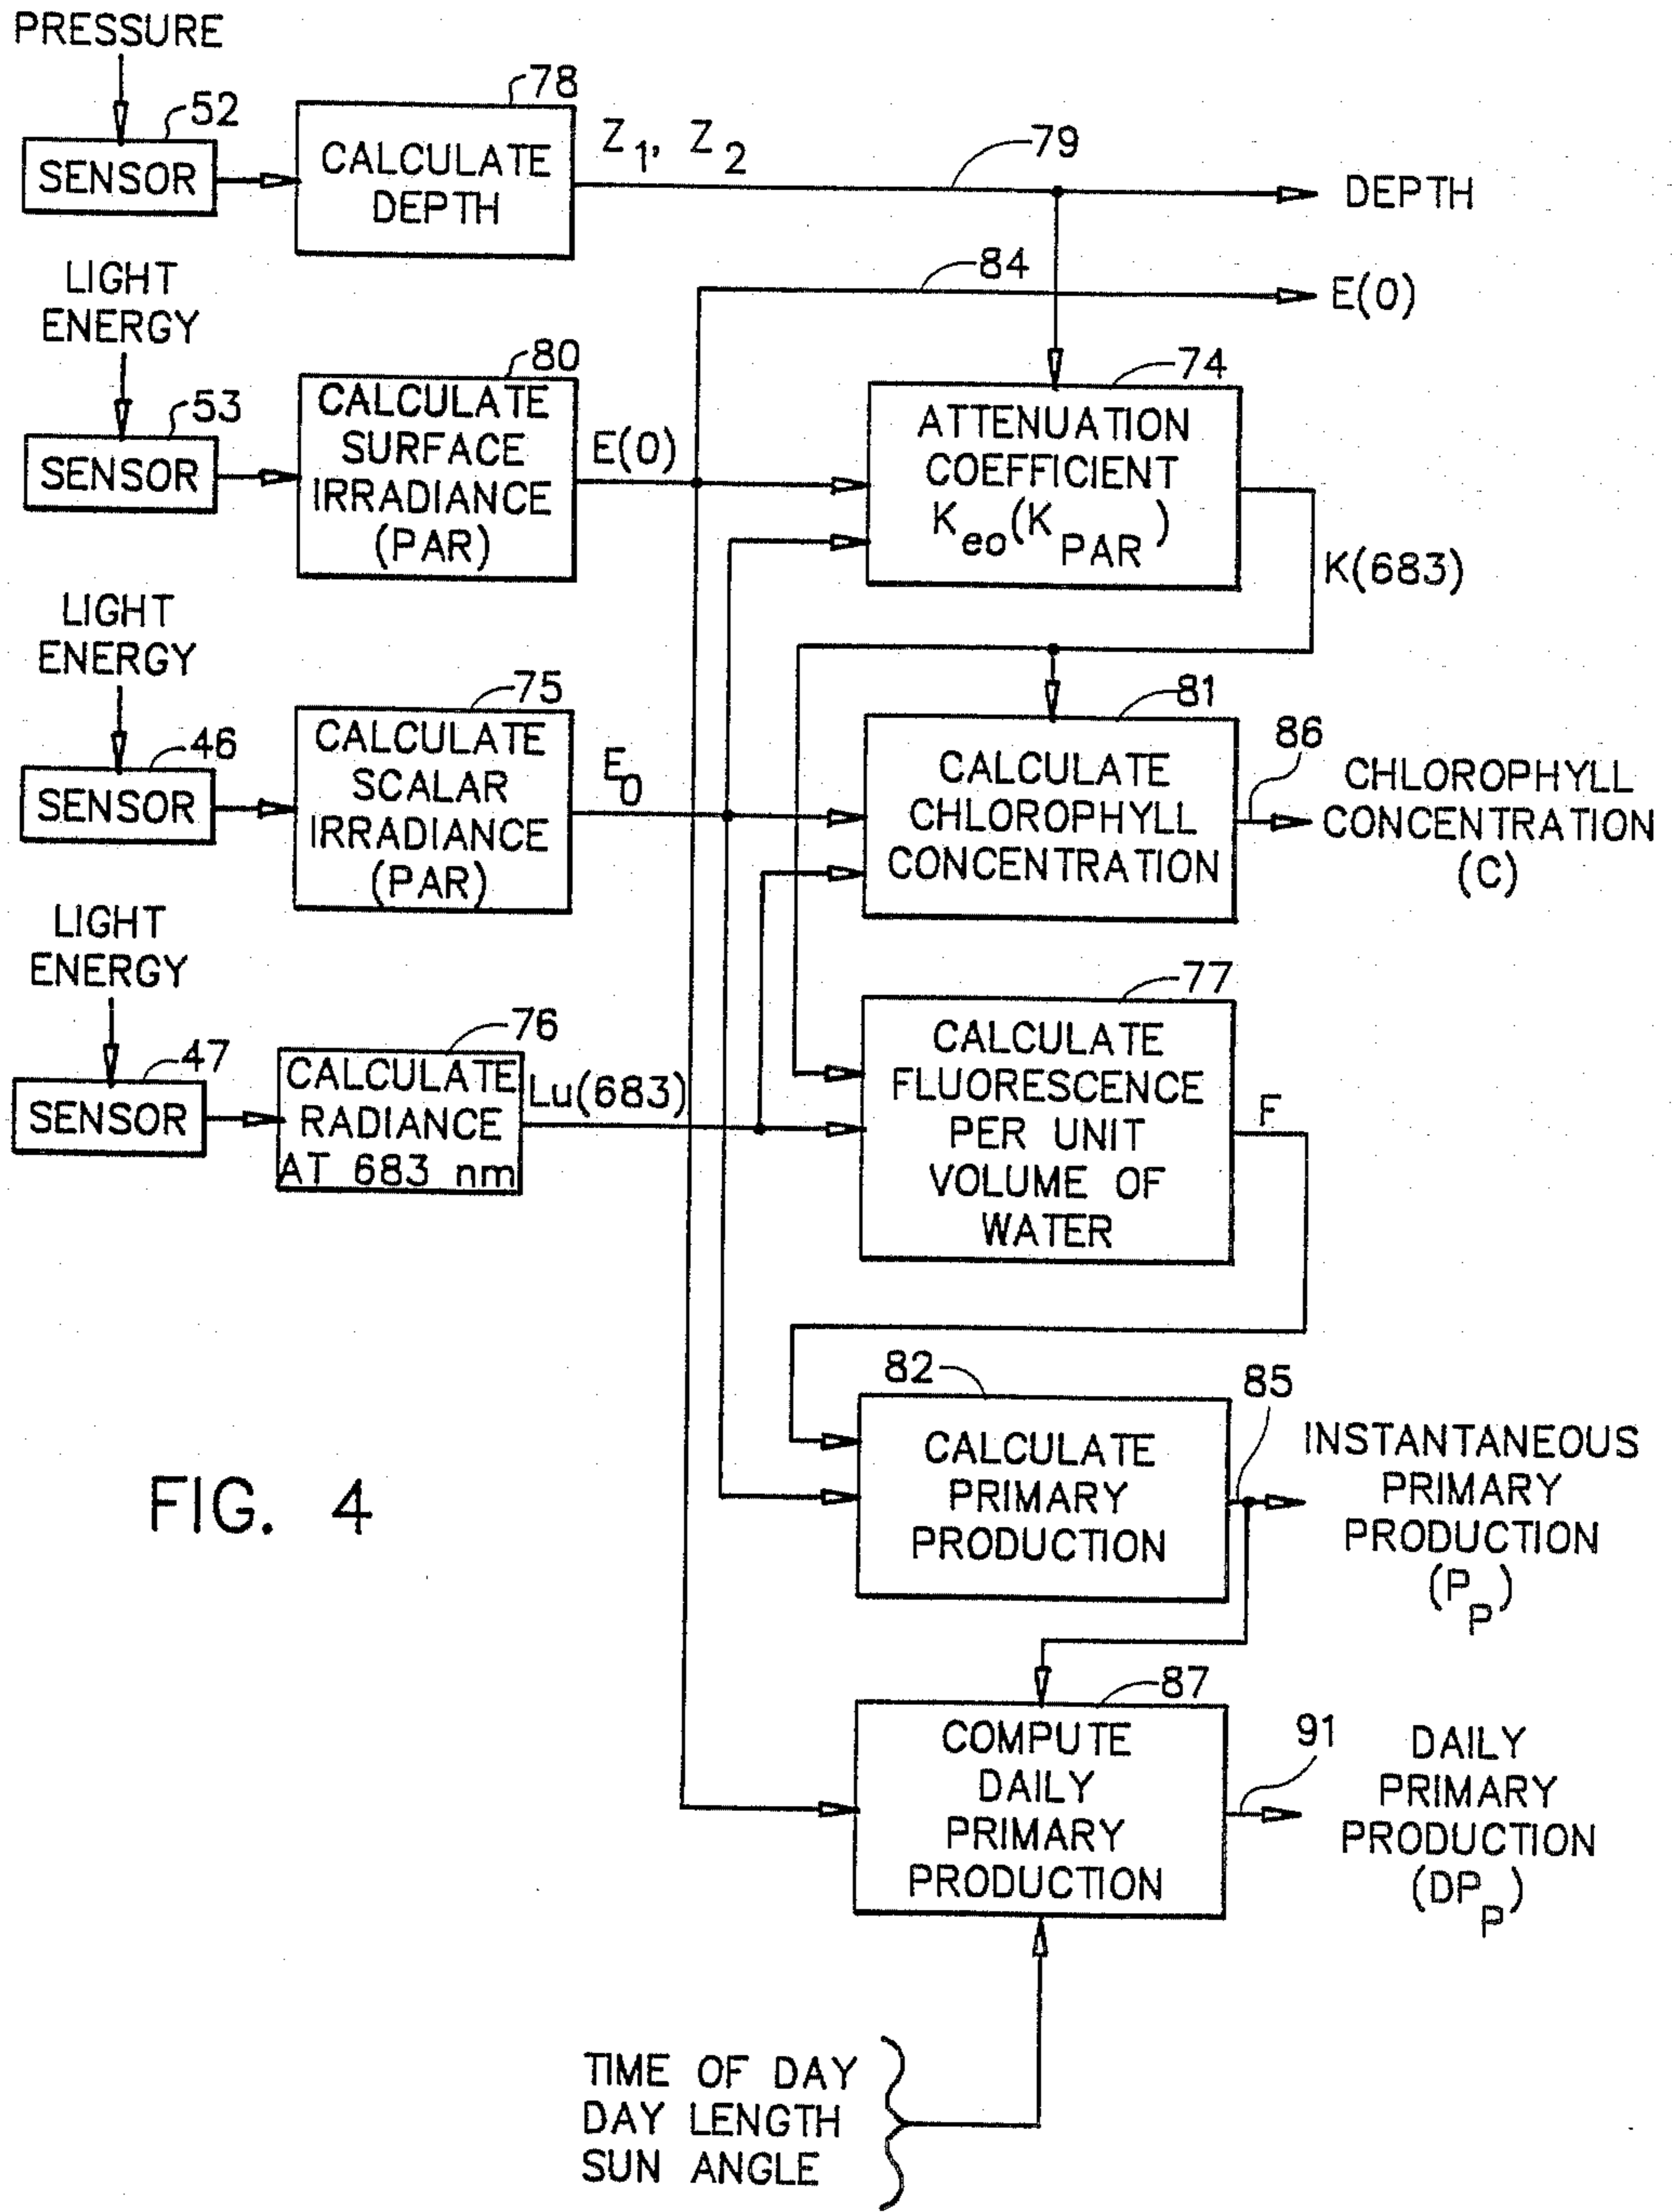 PRESSURE
52
SENSOR
78
CALCULATE
DEPTH
Z1, Z2
79
DEPTH
84
E(0)
LIGHT
ENERGY
53
SENSOR
80
CALCULATE
SURFACE
IRRADIANCE
(PAR)
E(0)
74
ATTENUATION
COEFFICIENT
Keo(KPAR)
K(683)
LIGHT
ENERGY
46
SENSOR
75
CALCULATE
SCALAR
IRRADIANCE
(PAR)
E0
81
CALCULATE
CHLOROPHYLL
CONCENTRATION
86
CHLOROPHYLL
CONCENTRATION
(C)
LIGHT
ENERGY
47
SENSOR
76
CALCULATE
RADIANCE
AT 683 nm
Lu(683)
77
CALCULATE
FLUORESCENCE
PER UNIT
VOLUME OF
WATER
F
82
CALCULATE
PRIMARY
PRODUCTION
85
INSTANTANEOUS
PRIMARY
PRODUCTION
(PP)
FIG. 4
87
COMPUTE
DAILY
PRIMARY
PRODUCTION
91
DAILY
PRIMARY
PRODUCTION
(DPP)
TIME OF DAY
DAY LENGTH
SUN ANGLE